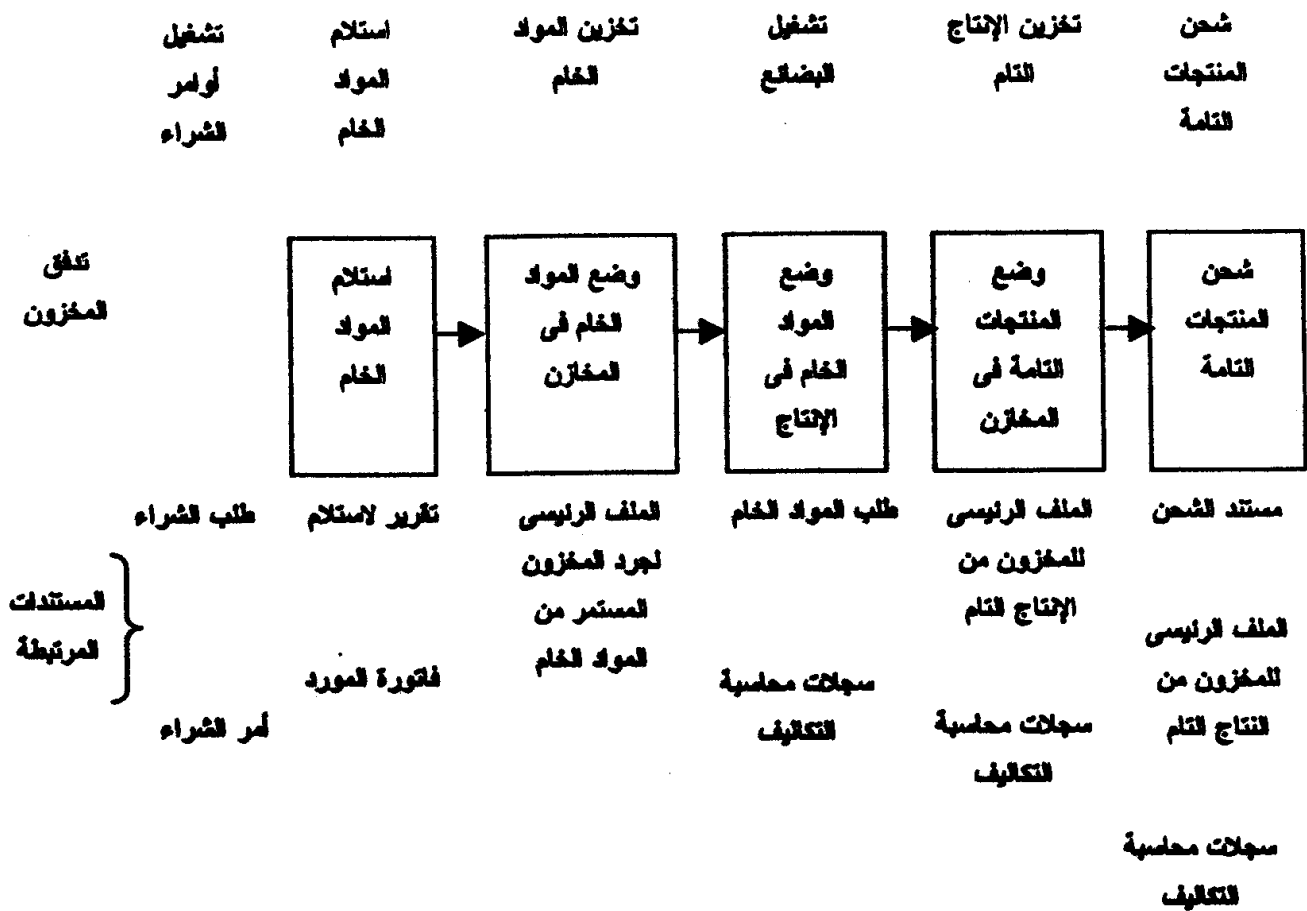 تشغيل
أوامر
الشراء
استلام
المواد
الخام
تخزين المواد
الخام
تشغيل
البضائع
تخزين الإنتاج
التام
شحن
المنتجات
التامة
تدفق
المخزون
استلام
المواد
الخام
وضع المواد
الخام فى
المخازن
وضع
المواد
الخام فى
الإنتاج
وضع
المنتجات
التامة فى
المخازن
شحن
المنتجات
التامة
المستندات
المرتبطة
طلب الشراء
أمر الشراء
تقرير لاستلام
فاتورة المورد
الملف الرئيسى
لجرد المخزون
المستمر من
المواد الخام
طلب المواد الخام
سجلات محاسبة
التكاليف
الملف الرئيسى
للمخزون من
الإنتاج التام
سجلات محاسبة
التكاليف
مستند الشحن
الملف الرئيسى
للمخزون من
النتاج التام
سجلات محاسبة
التكاليف